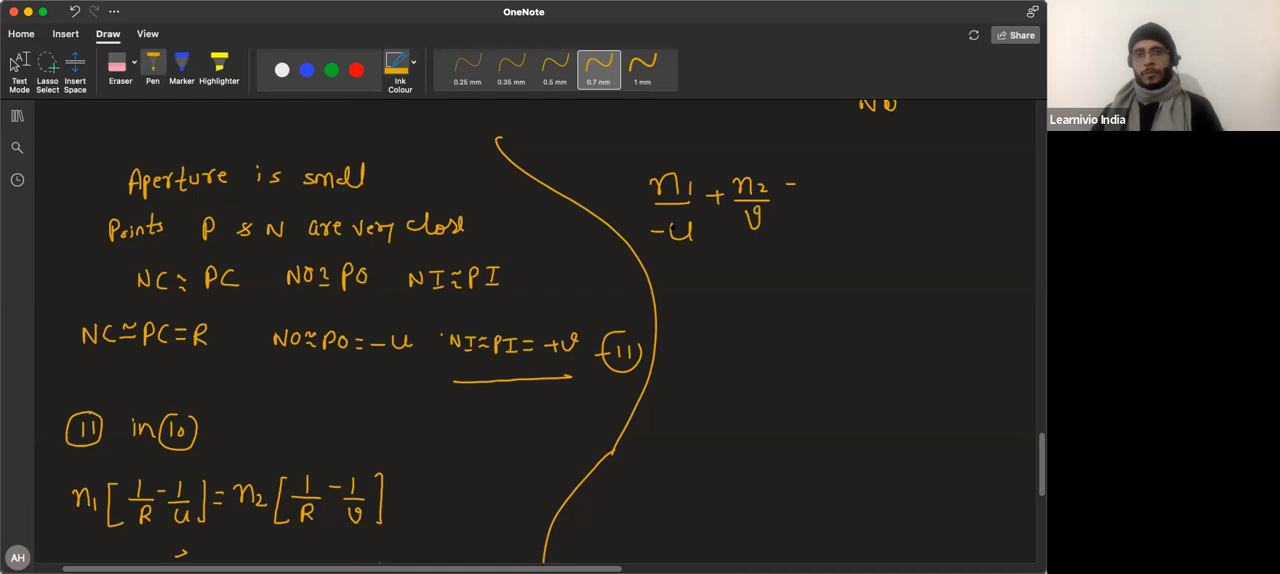 OneNote
Home Insert Draw View
Share
Text Mode
Lasso Select
Insert Space
Eraser
Pen
Marker
Highlighter
Ink Colour
0.25 mm
0.35 mm
0.5 mm
0.7 mm
1 mm
Learnivio India
Aperture is small
Points P & N are very close
NC ≈ PC NO ≅ PO NI ≈ PI
NC ≅ PC = R NO ≈ PO = -u NI ≈ PI = +v -(11)
(11) in (10)
n1 [1/R - 1/u] = n2 [1/R - 1/v]
n1/-u + n2/v -
AH